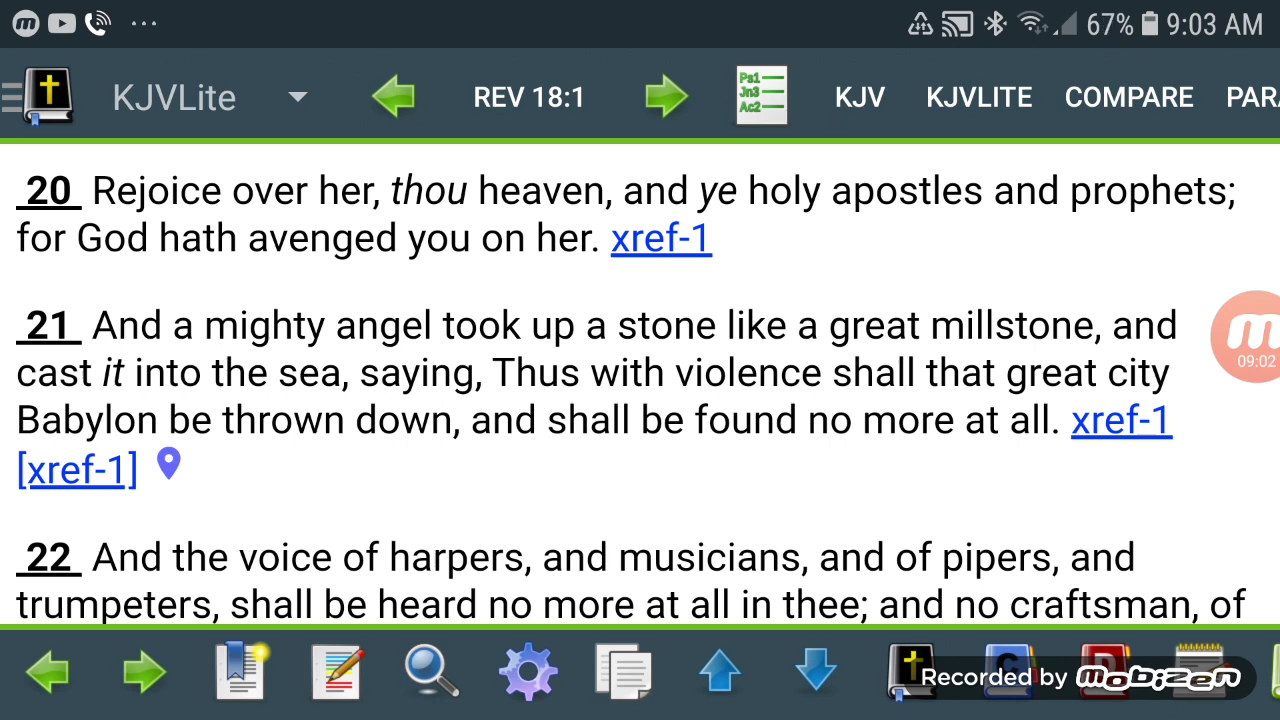 67% 9:03 AM
KJVLite REV 18:1 Ps1 Jn3 Ac2 KJV KJVLITE COMPARE PAR
20 Rejoice over her, thou heaven, and ye holy apostles and prophets;
for God hath avenged you on her. xref-1
21 And a mighty angel took up a stone like a great millstone, and
cast it into the sea, saying, Thus with violence shall that great city
Babylon be thrown down, and shall be found no more at all. xref-1
[xref-1]
09:02
22 And the voice of harpers, and musicians, and of pipers, and
trumpeters, shall be heard no more at all in thee; and no craftsman, of
Recorded by mobizen